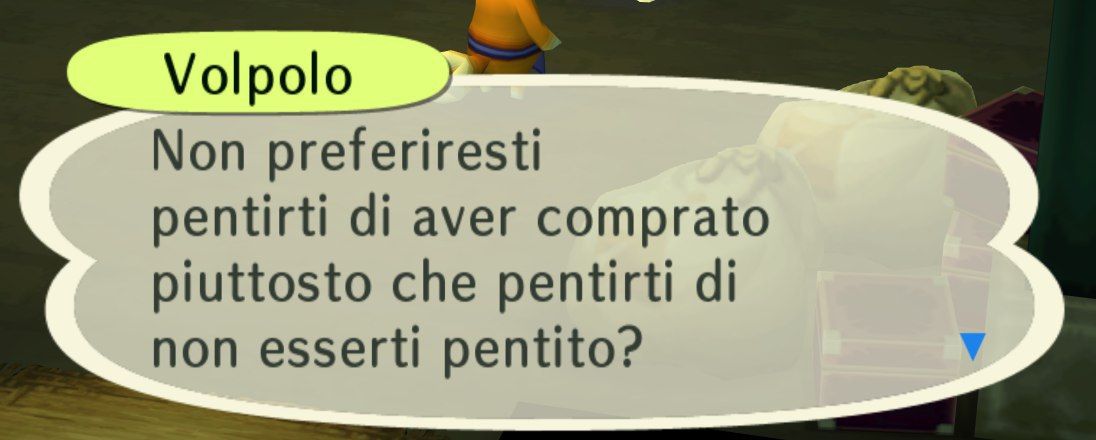 Volpolo
Non preferiresti
pentirti di aver comprato
piuttosto che pentirti di
non esserti pentito?